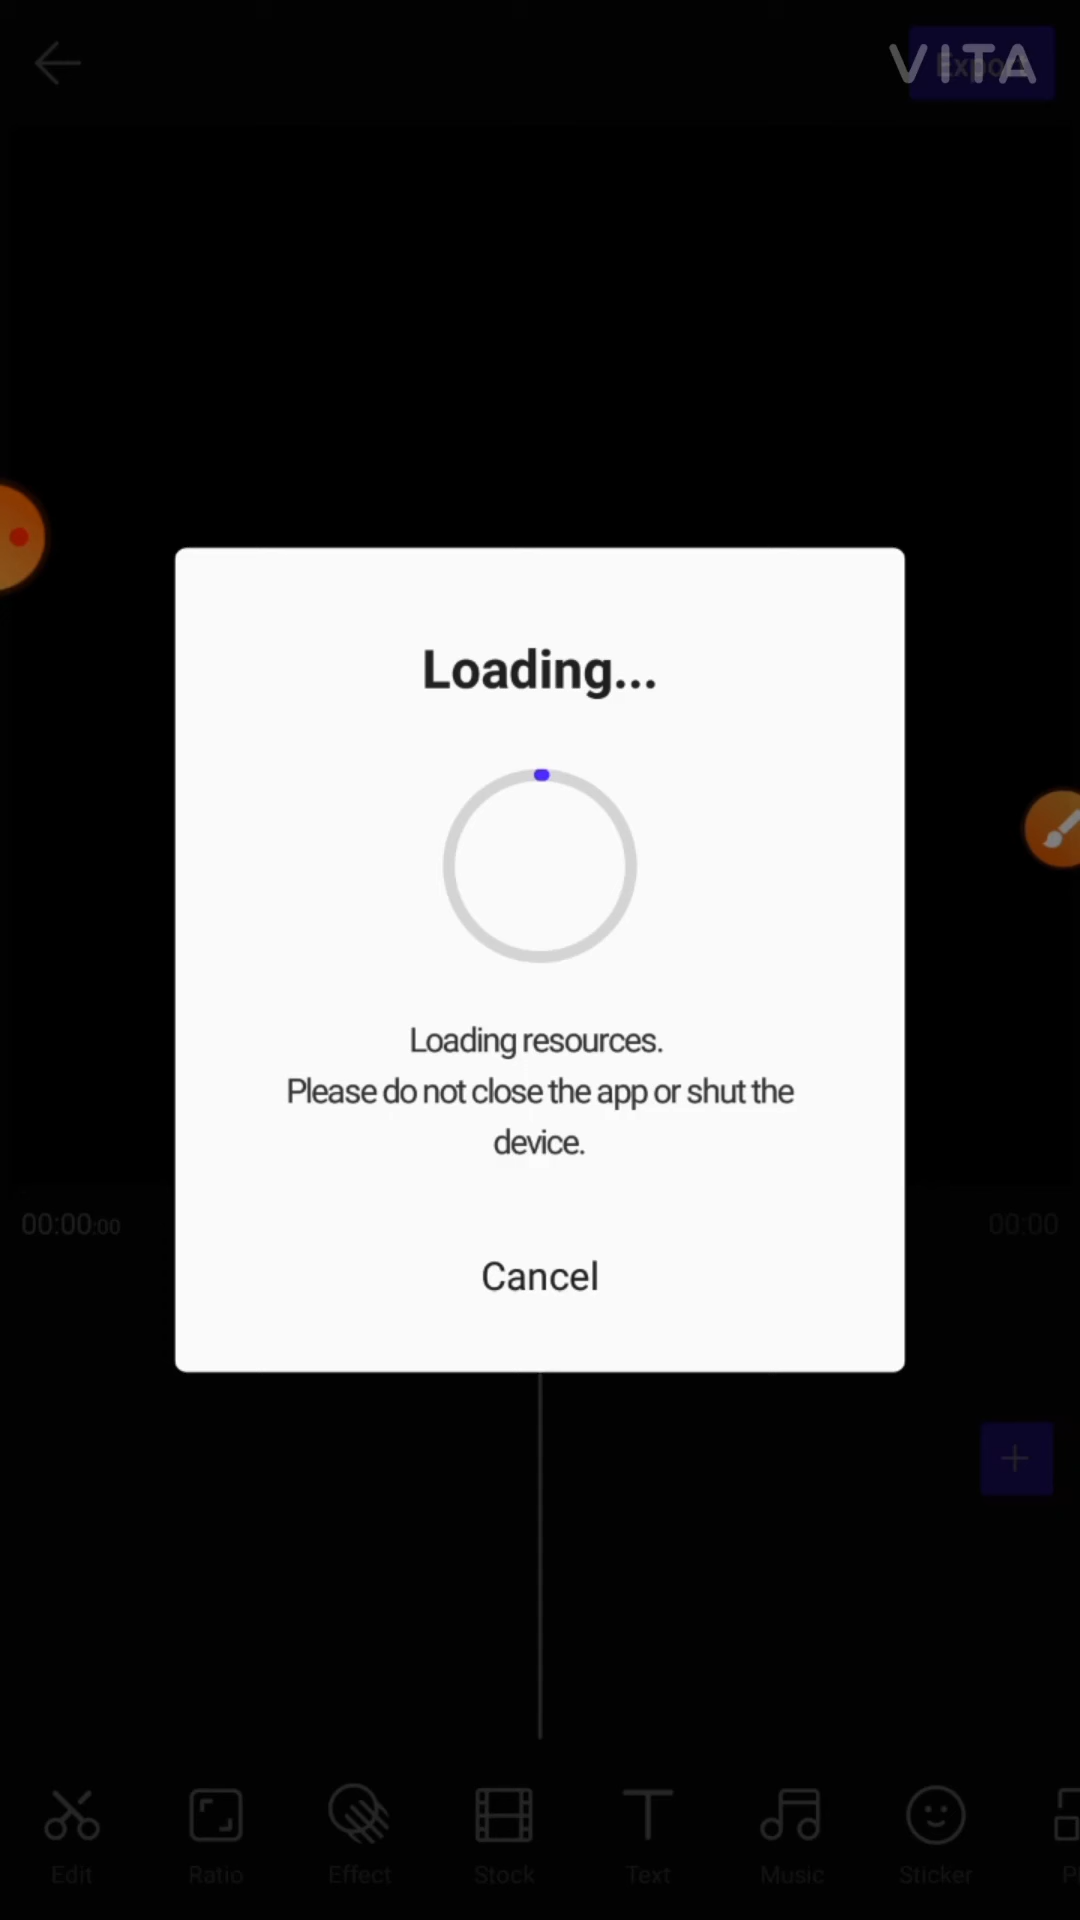 VITA
Export
Loading...
Loading resources.
Please do not close the app or shut the
device.
00:00:00
00:00
Cancel
Edit
Ratio
Effect
Stock
Text
Music
Sticker